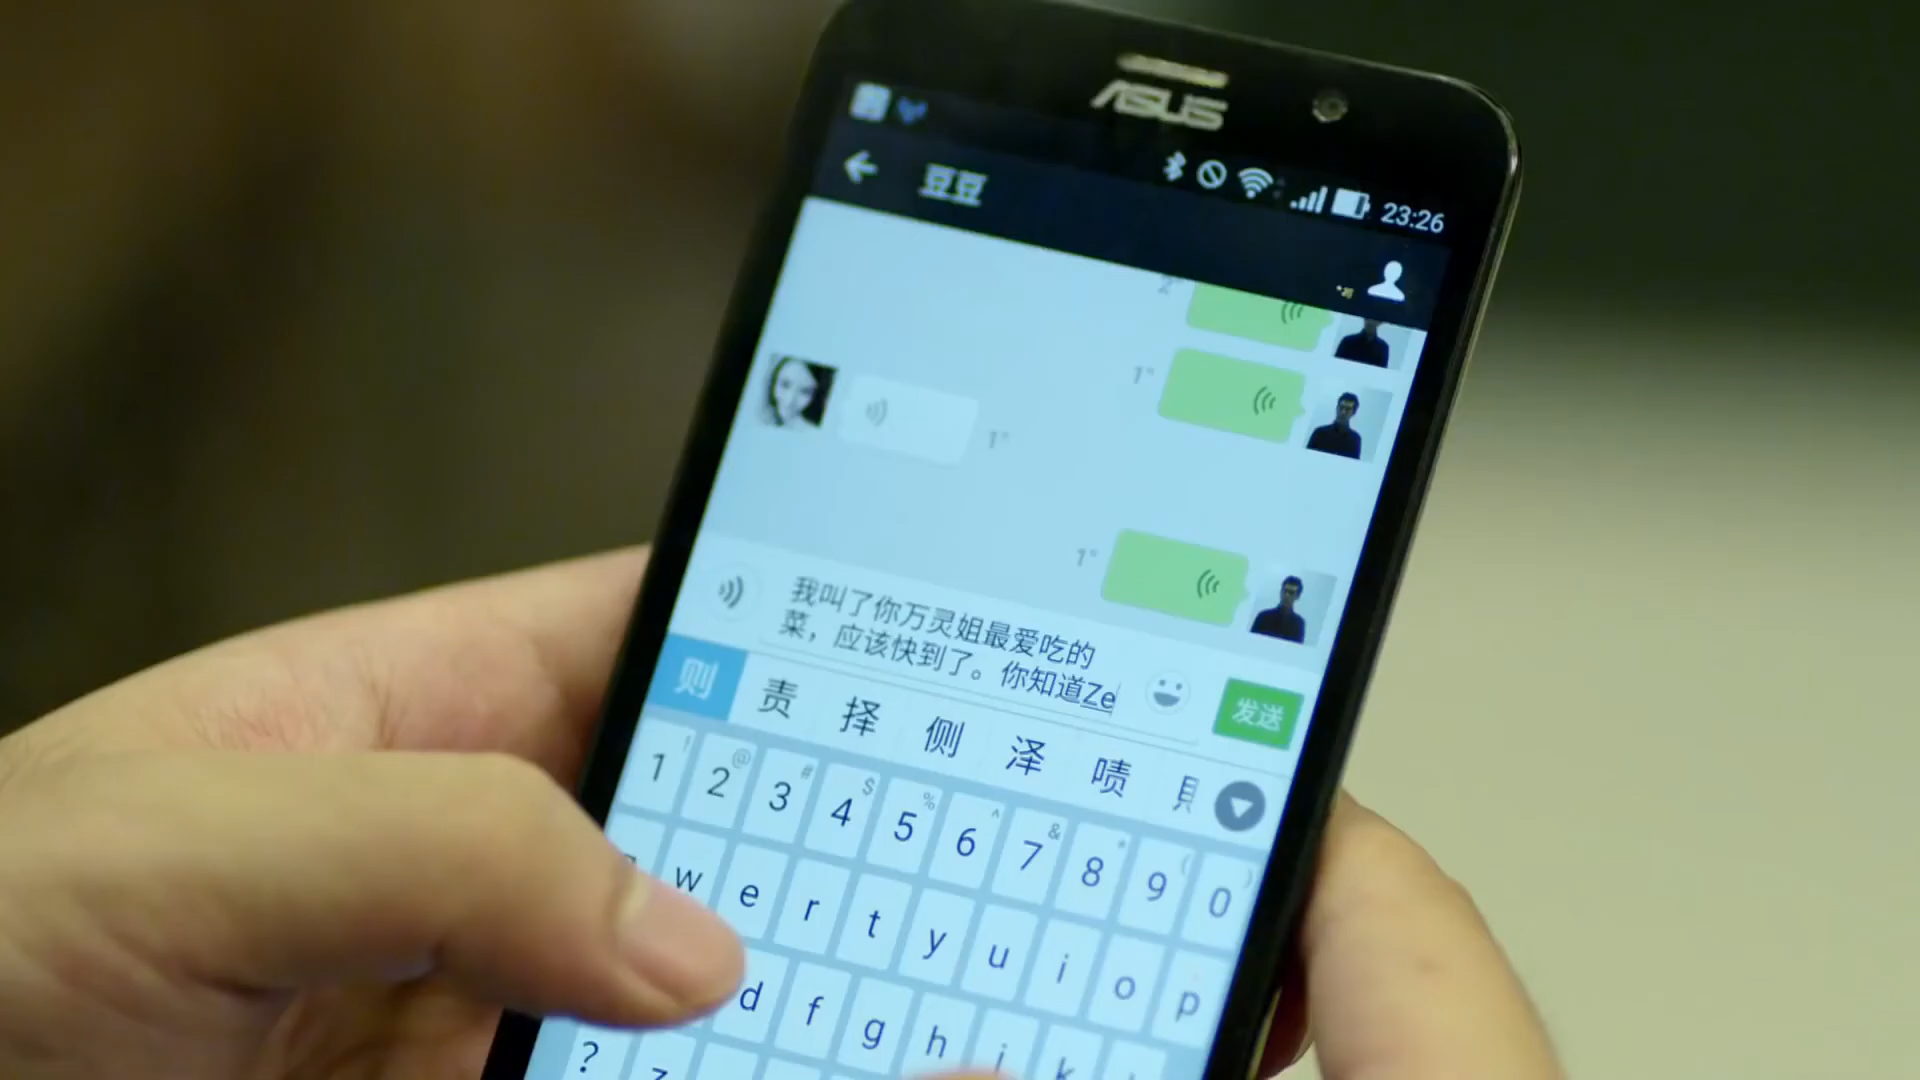 ASUS
23:26
豆豆
2"
1"
1"
1"
我叫了你万灵姐最爱吃的
菜，应该快到了。你知道Ze
发送
则 责 择 侧 泽 啧
1 ! 2 @ 3 # 4 $ 5 % 6 ^ 7 & 8 * 9 ( 0 )
w e r t y u i o p
d f g h j k
? z